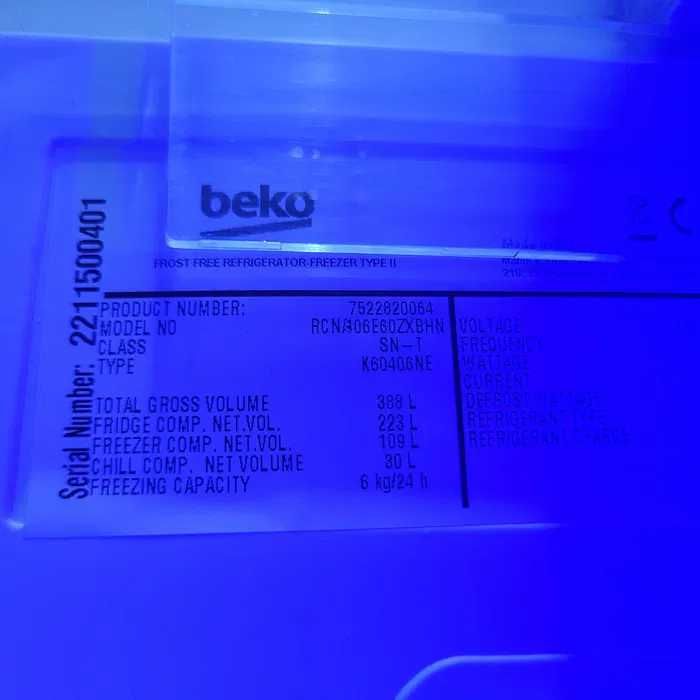 beko
FROST FREE REFRIGERATOR-FREEZER TYPE II
Serial Number: 2211500401
PRODUCT NUMBER: 7522820064
MODEL NO RCNA406E60ZXBHN
CLASS SN-T
TYPE K60406NE
TOTAL GROSS VOLUME 388 L
FRIDGE COMP. NET.VOL. 223 L
FREEZER COMP. NET.VOL. 109 L
CHILL COMP. NET VOLUME 30 L
FREEZING CAPACITY 6 kg/24 h
VOLTAGE
FREQUENCY
WATTAGE
CURRENT
DEFROST WATTAGE
REFRIGERANT TYPE
REFRIGERANT CHARGE